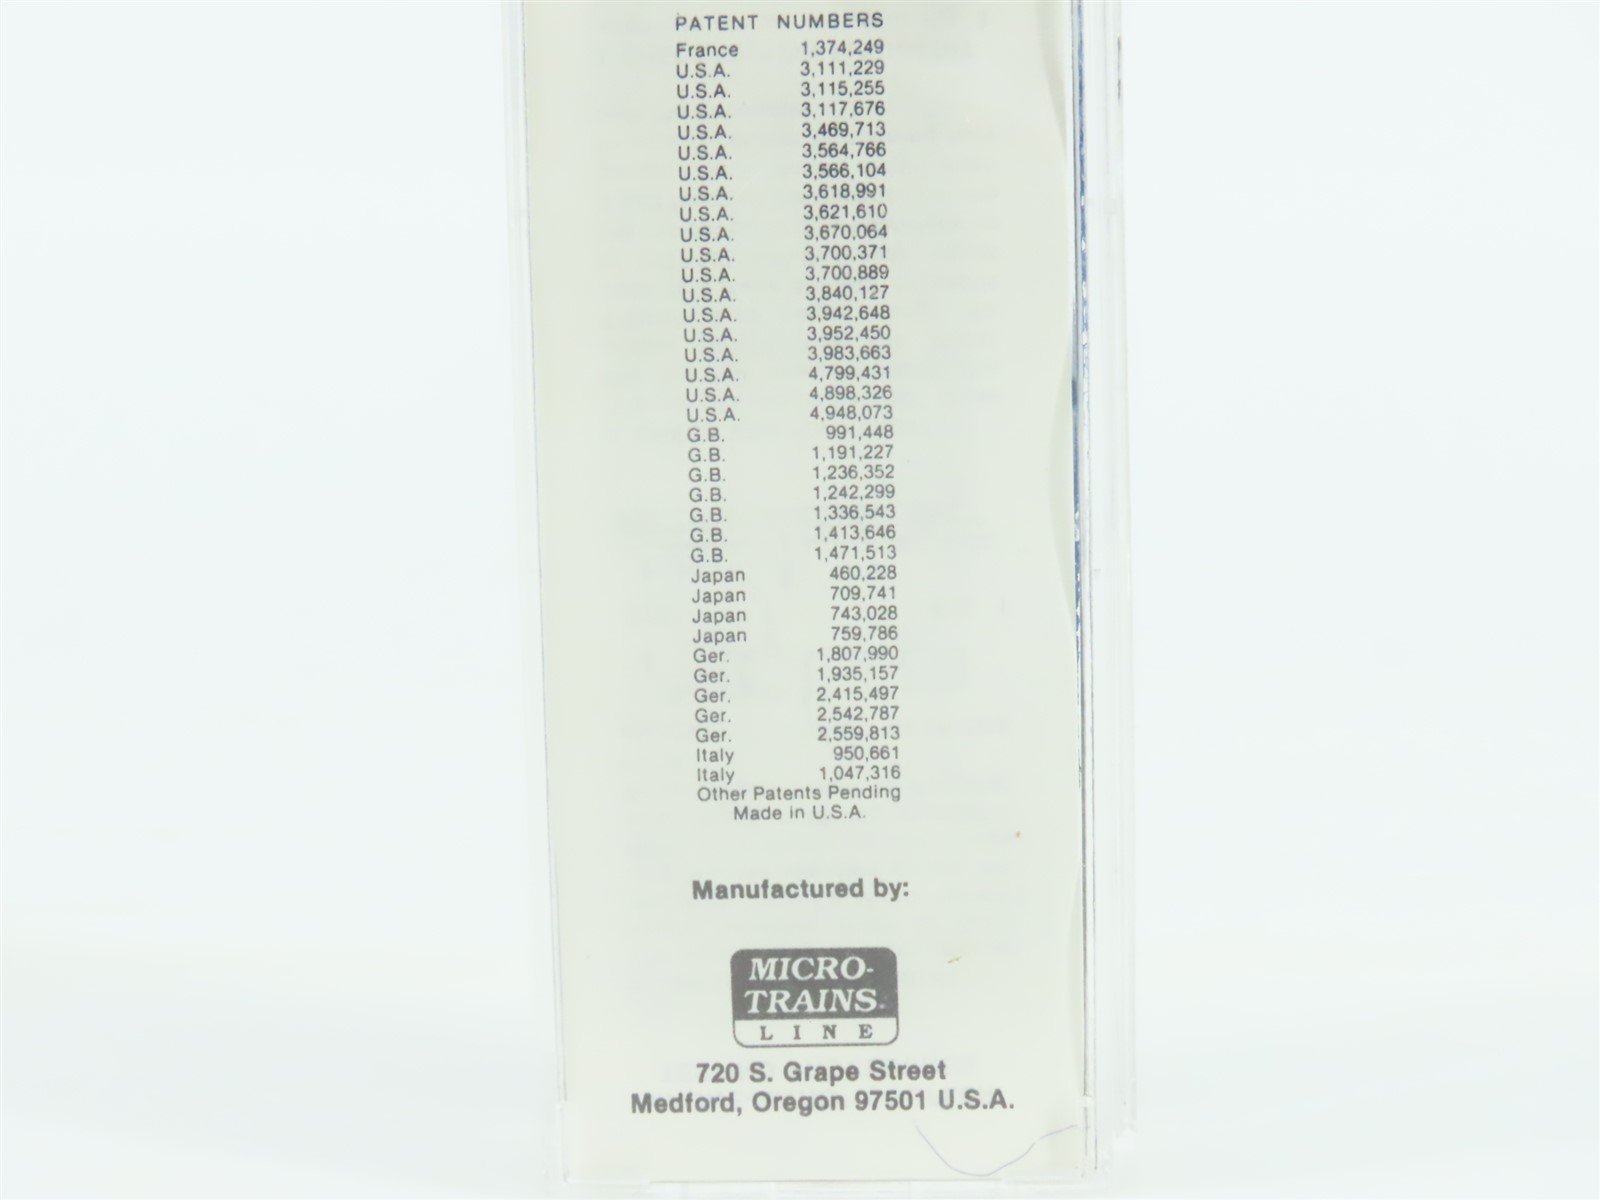 PATENT NUMBERS
France 1,374,249
U.S.A. 3,111,229
U.S.A. 3,115,255
U.S.A. 3,117,676
U.S.A. 3,469,713
U.S.A. 3,564,766
U.S.A. 3,566,104
U.S.A. 3,618,991
U.S.A. 3,621,610
U.S.A. 3,670,064
U.S.A. 3,700,371
U.S.A. 3,700,889
U.S.A. 3,840,127
U.S.A. 3,942,648
U.S.A. 3,952,450
U.S.A. 3,983,663
U.S.A. 4,799,431
U.S.A. 4,898,326
U.S.A. 4,948,073
G.B. 991,448
G.B. 1,191,227
G.B. 1,236,352
G.B. 1,242,299
G.B. 1,336,543
G.B. 1,413,646
G.B. 1,471,513
Japan 460,228
Japan 709,741
Japan 743,028
Japan 759,786
Ger. 1,807,990
Ger. 1,935,157
Ger. 2,415,497
Ger. 2,542,787
Ger. 2,559,813
Italy 950,661
Italy 1,047,316
Other Patents Pending
Made in U.S.A.
Manufactured by:
MICRO-
TRAINS
LINE
720 S. Grape Street
Medford, Oregon 97501 U.S.A.